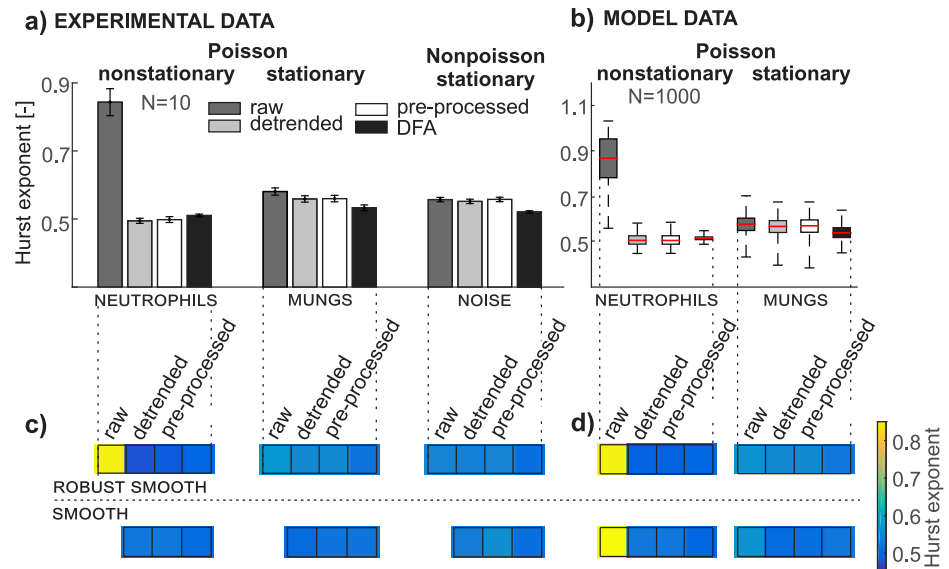 a) EXPERIMENTAL DATA
Poisson
nonstationary stationary
Nonpoisson
stationary
N=10
raw
detrended
pre-processed
DFA
Hurst exponent [-]
0.9
0.7
0.5
NEUTROPHILS
MUNGS
NOISE
b) MODEL DATA
Poisson
nonstationary stationary
N=1000
1.1
0.9
0.7
0.5
NEUTROPHILS
MUNGS
c)
raw
detrended
pre-processed
raw
detrended
pre-processed
raw
detrended
pre-processed
ROBUST SMOOTH
SMOOTH
d)
raw
detrended
pre-processed
raw
detrended
pre-processed
0.8
0.7
0.6
0.5
Hurst exponent